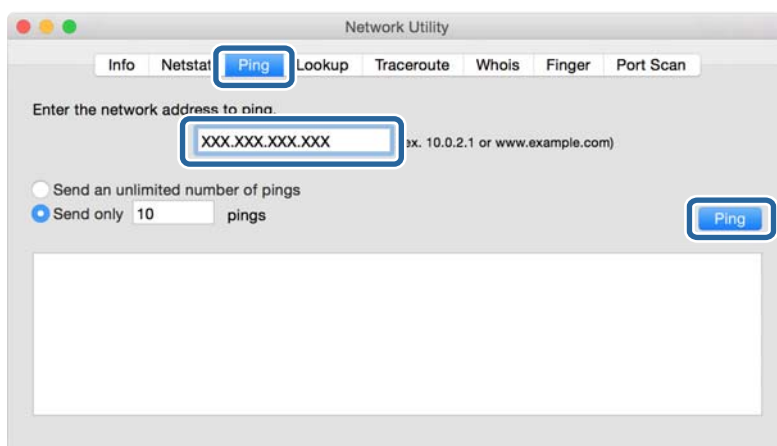 Network Utility
Info Netstat Ping Lookup Traceroute Whois Finger Port Scan
Enter the network address to ping.
XXX.XXX.XXX.XXX ex. 10.0.2.1 or www.example.com)
Send an unlimited number of pings
Send only 10 pings
Ping